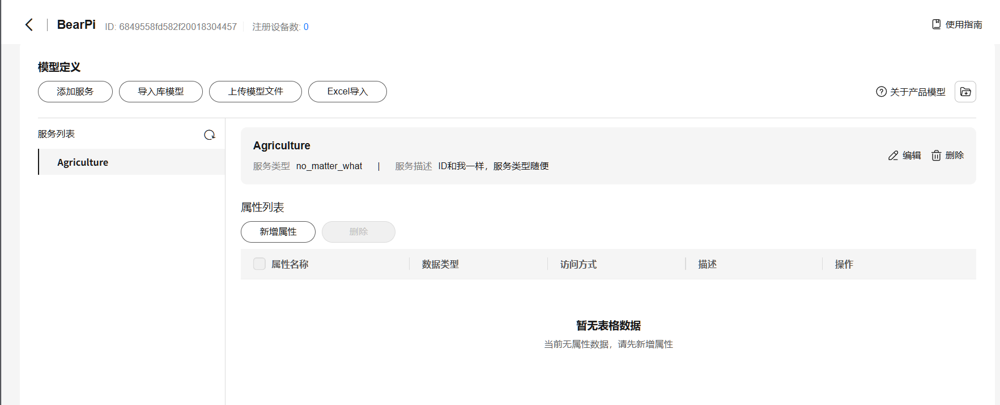 BearPi ID: 6849558fd582f20018304457 注册设备数: 0 使用指南
模型定义
添加服务 导入库模型 上传模型文件 Excel导入 关于产品模型
服务列表
Agriculture
Agriculture
服务类型 no_matter_what | 服务描述 ID和我一样，服务类型随便
编辑 删除
属性列表
新增属性 删除
属性名称 数据类型 访问方式 描述 操作
暂无表格数据
当前无属性数据，请先新增属性